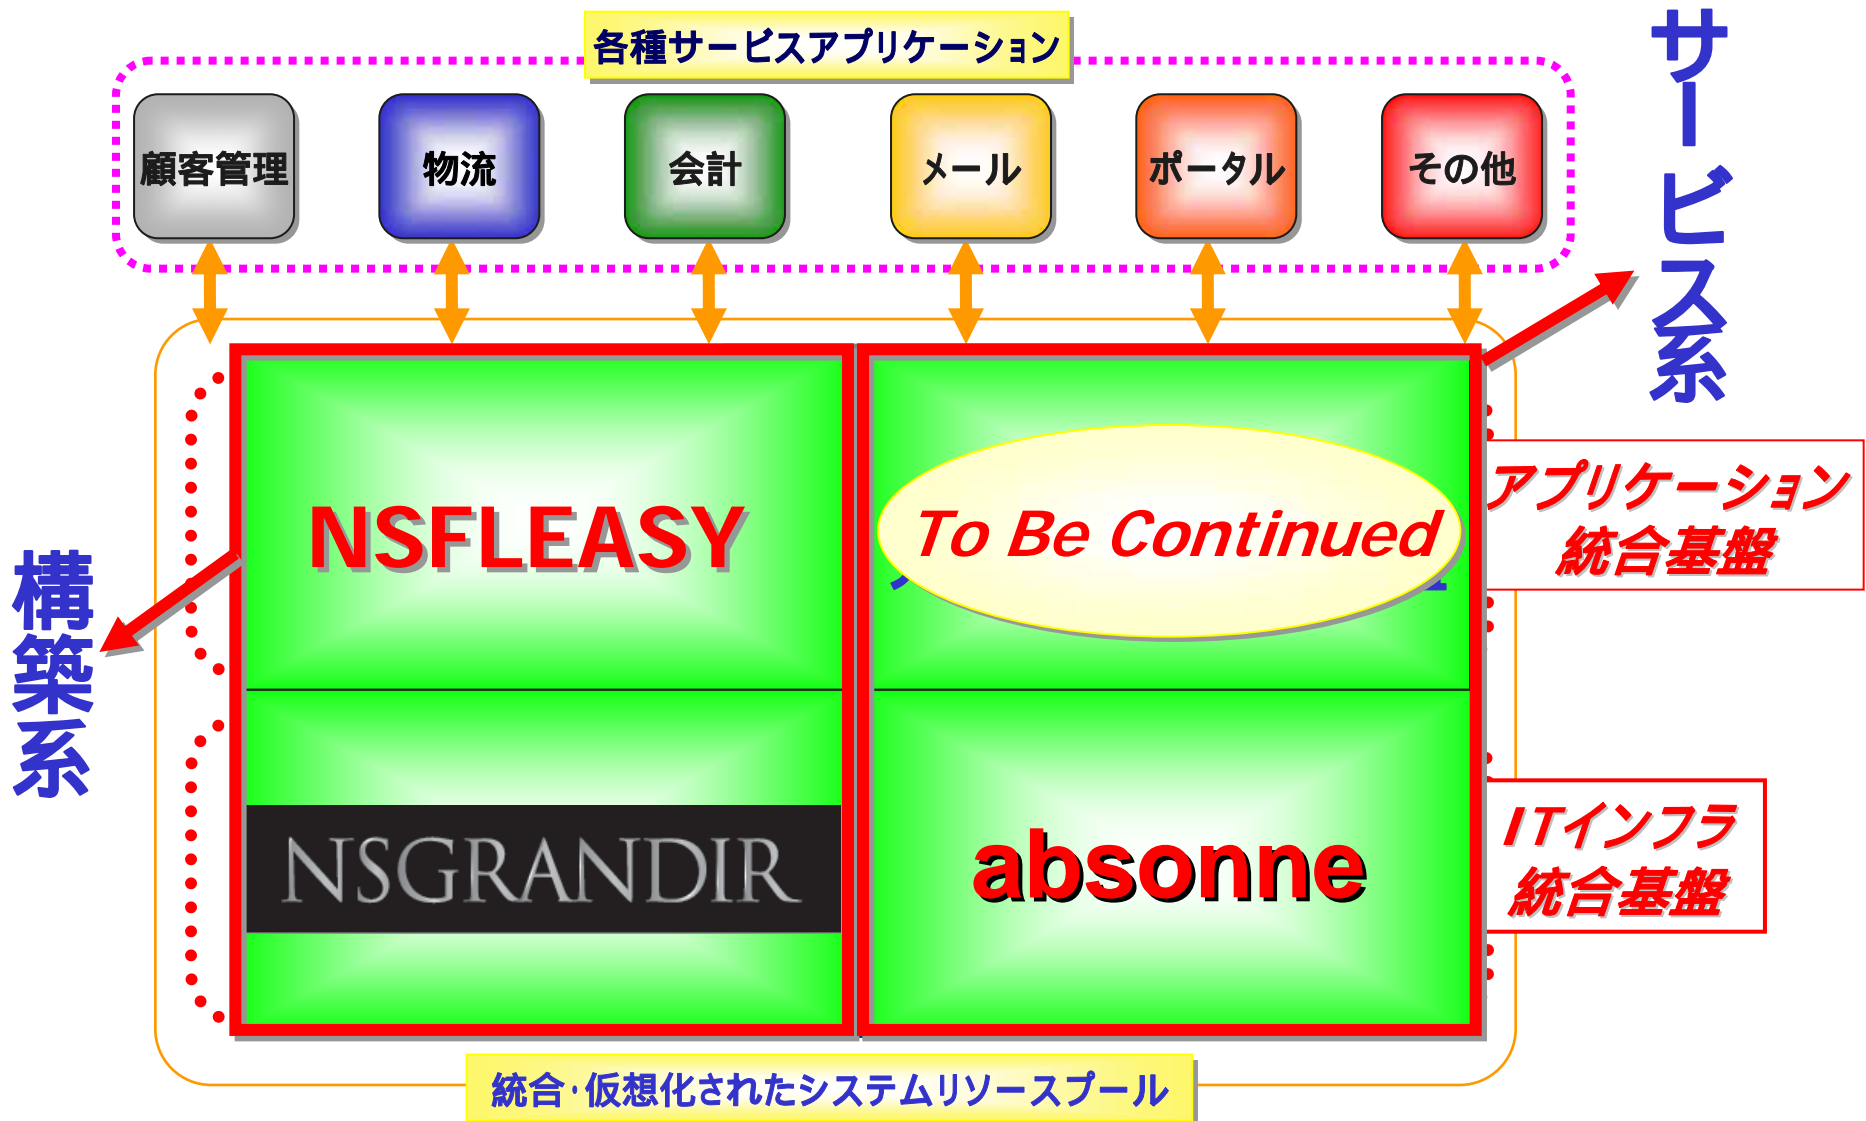 各種サービスアプリケーション
顧客管理
物流
会計
メール
ポータル
その他
サービス系
NSFLEASY
To Be Continued
アプリケーション
統合基盤
構築系
NSGRANDIR
absonne
ITインフラ
統合基盤
統合・仮想化されたシステムリソースプール